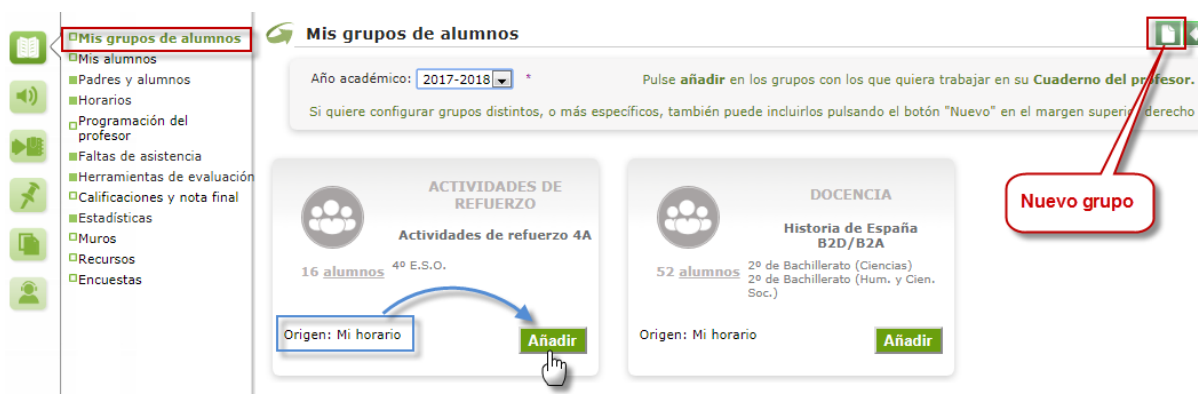 Mis grupos de alumnos
Mis alumnos
Padres y alumnos
Horarios
Programación del
profesor
Faltas de asistencia
Herramientas de evaluación
Calificaciones y nota final
Estadísticas
Muros
Recursos
Encuestas
Mis grupos de alumnos
Año académico: 2017-2018 *
Pulse añadir en los grupos con los que quiera trabajar en su Cuaderno del profesor.
Si quiere configurar grupos distintos, o más específicos, también puede incluirlos pulsando el botón "Nuevo" en el margen superior derecho
Nuevo grupo
ACTIVIDADES DE
REFUERZO
Actividades de refuerzo 4A
16 alumnos
4º E.S.O.
Origen: Mi horario
Añadir
DOCENCIA
Historia de España
B2D/B2A
52 alumnos
2º de Bachillerato (Ciencias)
2º de Bachillerato (Hum. y Cien.
Soc.)
Origen: Mi horario
Añadir